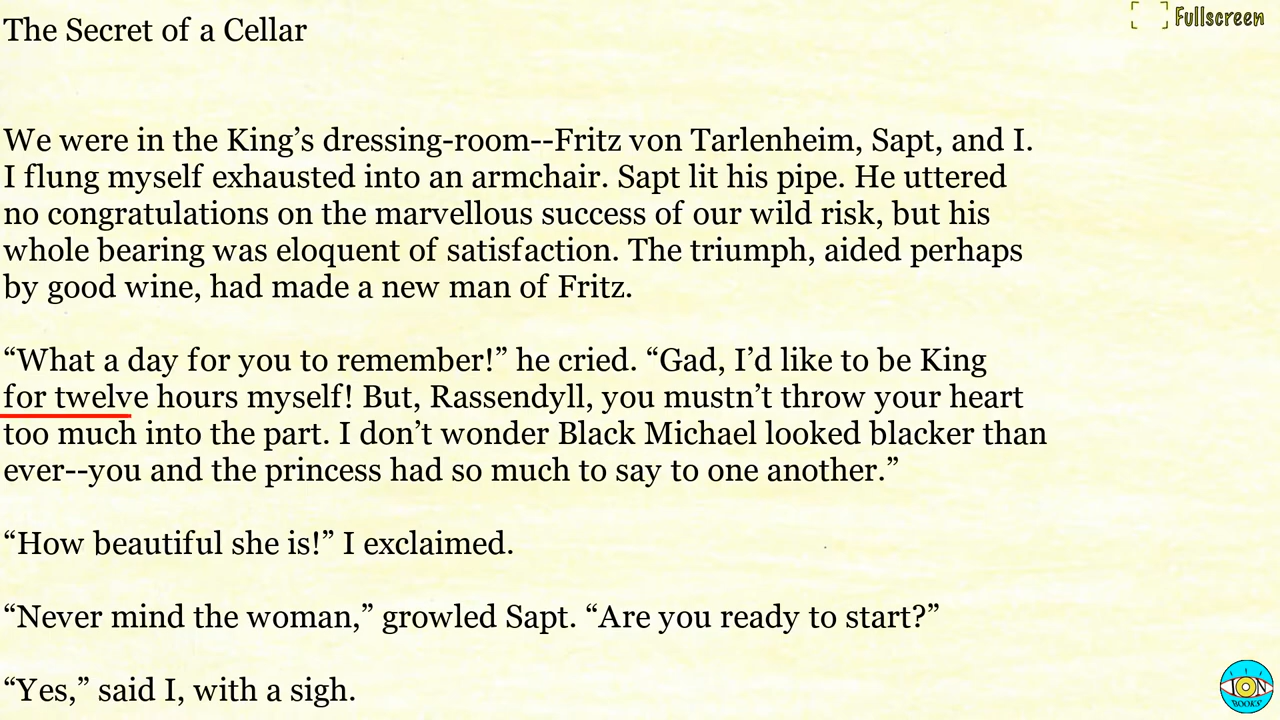 The Secret of a Cellar
Fullscreen
We were in the King’s dressing-room--Fritz von Tarlenheim, Sapt, and I.
I flung myself exhausted into an armchair. Sapt lit his pipe. He uttered
no congratulations on the marvellous success of our wild risk, but his
whole bearing was eloquent of satisfaction. The triumph, aided perhaps
by good wine, had made a new man of Fritz.
“What a day for you to remember!” he cried. “Gad, I’d like to be King
for twelve hours myself! But, Rassendyll, you mustn’t throw your heart
too much into the part. I don’t wonder Black Michael looked blacker than
ever--you and the princess had so much to say to one another.”
“How beautiful she is!” I exclaimed.
“Never mind the woman,” growled Sapt. “Are you ready to start?”
“Yes,” said I, with a sigh.
ION
BOOKS